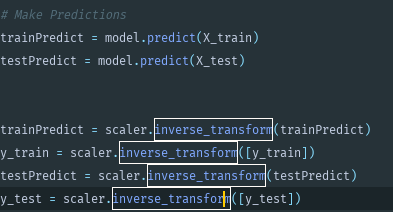 # Make Predictions
trainPredict = model.predict(X_train)
testPredict = model.predict(X_test)
trainPredict = scaler.inverse_transform(trainPredict)
y_train = scaler.inverse_transform([y_train])
testPredict = scaler.inverse_transform(testPredict)
y_test = scaler.inverse_transform([y_test])